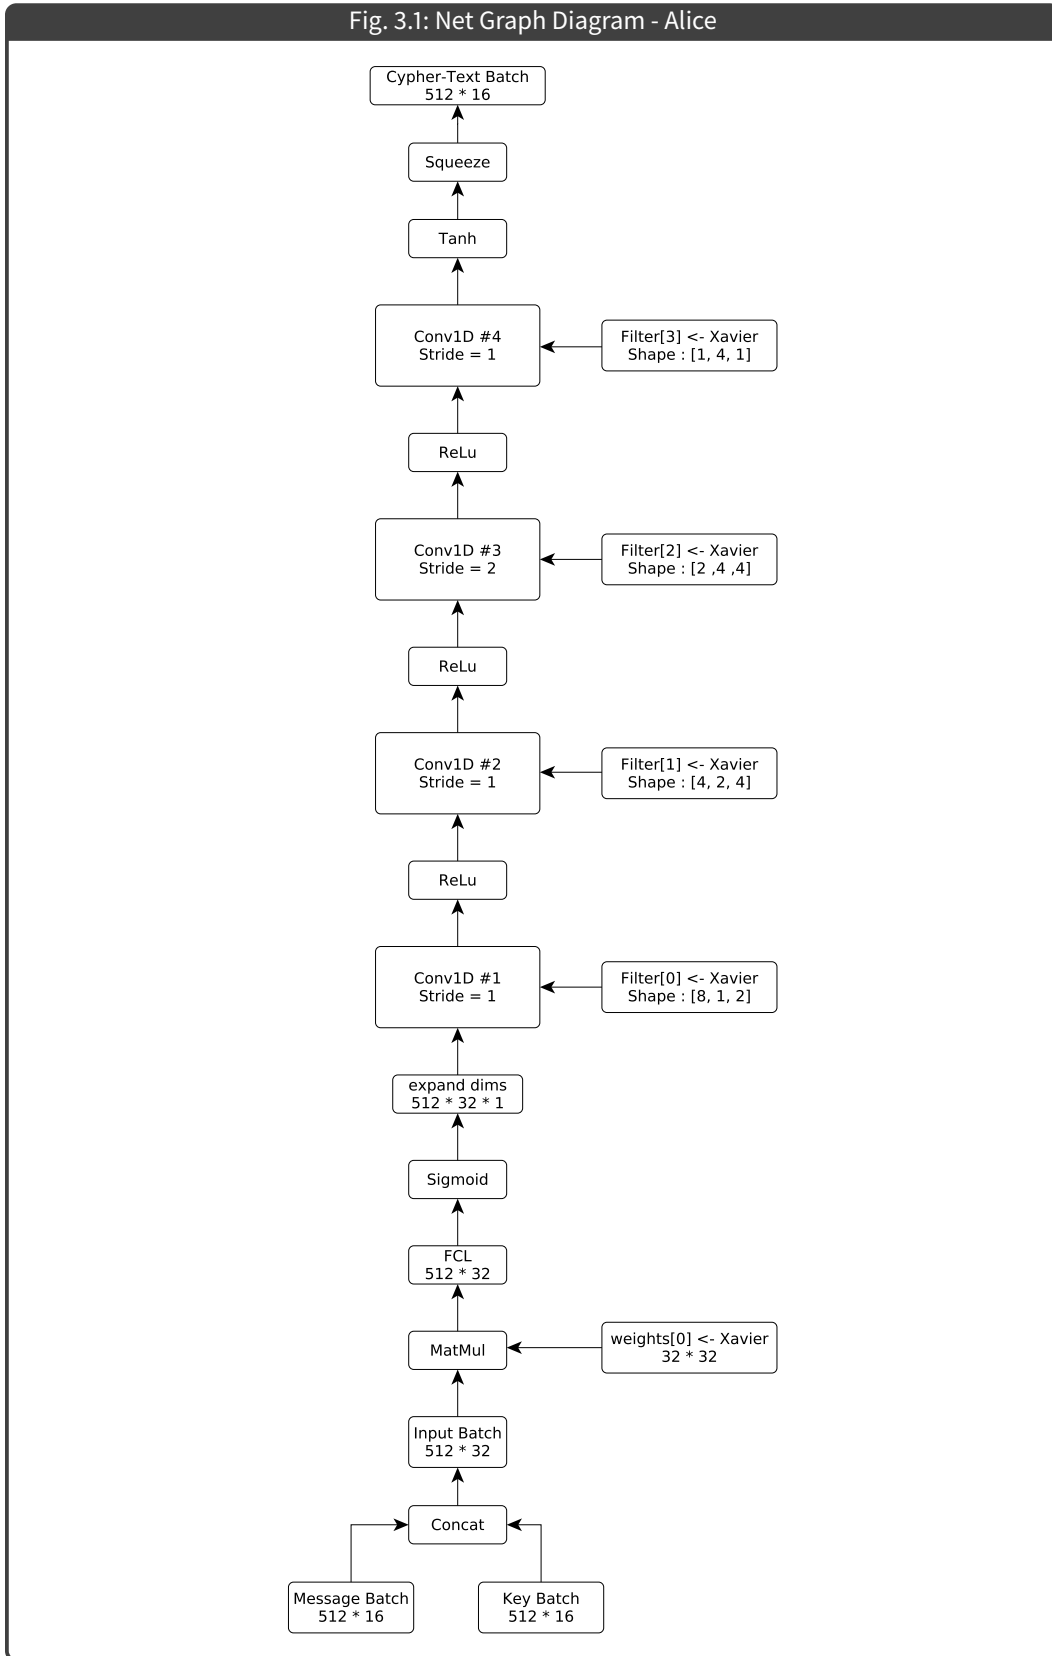 Fig. 3.1: Net Graph Diagram - Alice
Cypher-Text Batch
512 * 16
Squeeze
Tanh
Conv1D #4
Stride = 1
Filter[3] <- Xavier
Shape : [1, 4, 1]
ReLu
Conv1D #3
Stride = 2
Filter[2] <- Xavier
Shape : [2 ,4 ,4]
ReLu
Conv1D #2
Stride = 1
Filter[1] <- Xavier
Shape : [4, 2, 4]
ReLu
Conv1D #1
Stride = 1
Filter[0] <- Xavier
Shape : [8, 1, 2]
expand dims
512 * 32 * 1
Sigmoid
FCL
512 * 32
MatMul
weights[0] <- Xavier
32 * 32
Input Batch
512 * 32
Concat
Message Batch
512 * 16
Key Batch
512 * 16